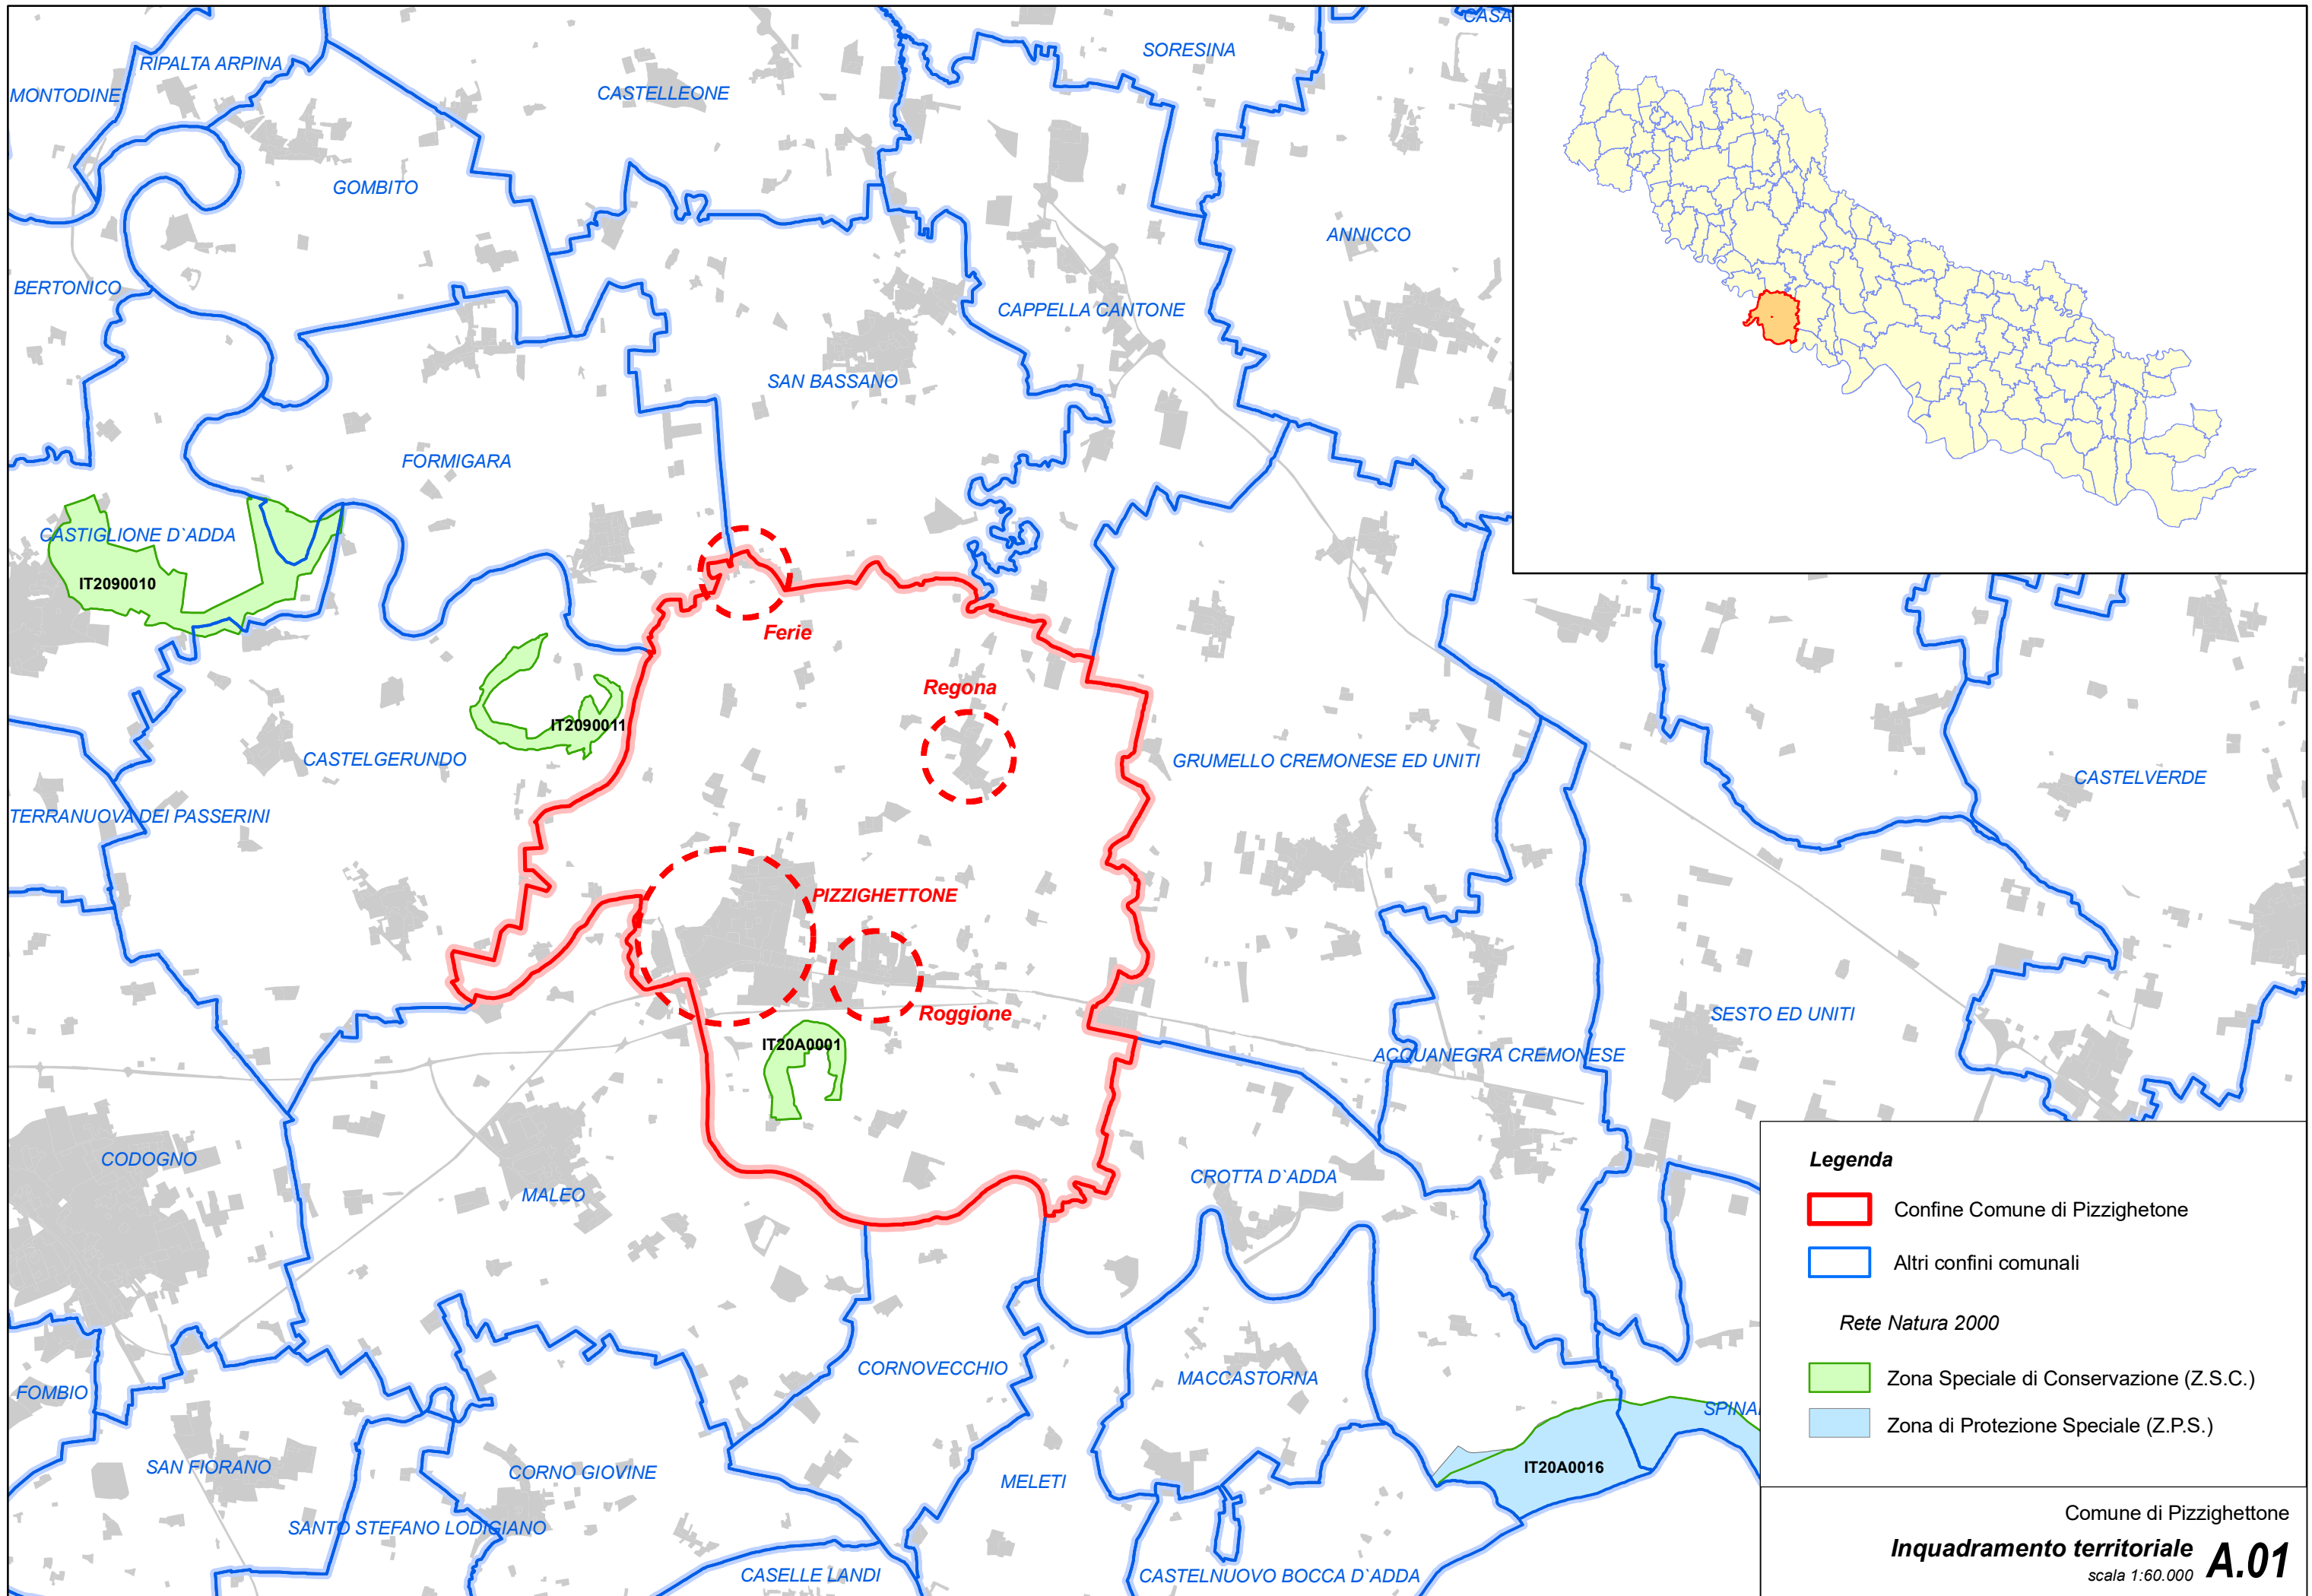 CASA
SORESINA
RIPALTA ARPINA
MONTODINE
CASTELLEONE
GOMBITO
ANNICCO
BERTONICO
CAPPELLA CANTONE
SAN BASSANO
FORMIGARA
CASTIGLIONE D`ADDA
IT2090010
Ferie
Regona
IT2090011
CASTELGERUNDO
GRUMELLO CREMONESE ED UNITI
CASTELVERDE
TERRANUOVA DEI PASSERINI
PIZZIGHETTONE
Roggione
SESTO ED UNITI
IT20A0001
ACQUANEGRA CREMONESE
CODOGNO
MALEO
CROTTA D`ADDA
CORNOVECCHIO
MACCASTORNA
FOMBIO
SPINA
SAN FIORANO
CORNO GIOVINE
MELETI
IT20A0016
SANTO STEFANO LODIGIANO
CASELLE LANDI
CASTELNUOVO BOCCA D`ADDA
Legenda
Confine Comune di Pizzighetone
Altri confini comunali
Rete Natura 2000
Zona Speciale di Conservazione (Z.S.C.)
Zona di Protezione Speciale (Z.P.S.)
Comune di Pizzighettone
Inquadramento territoriale A.01
scala 1:60.000